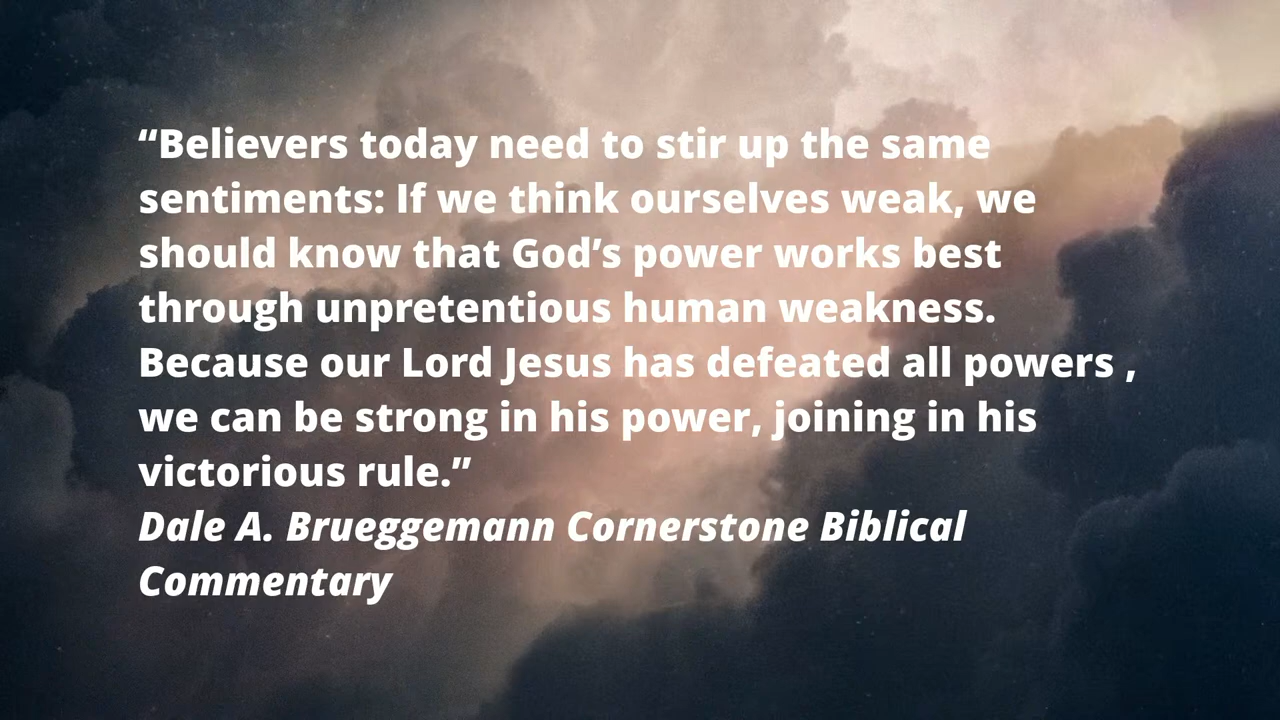 “Believers today need to stir up the same
sentiments: If we think ourselves weak, we
should know that God’s power works best
through unpretentious human weakness.
Because our Lord Jesus has defeated all powers ,
we can be strong in his power, joining in his
victorious rule.”
Dale A. Brueggemann Cornerstone Biblical
Commentary